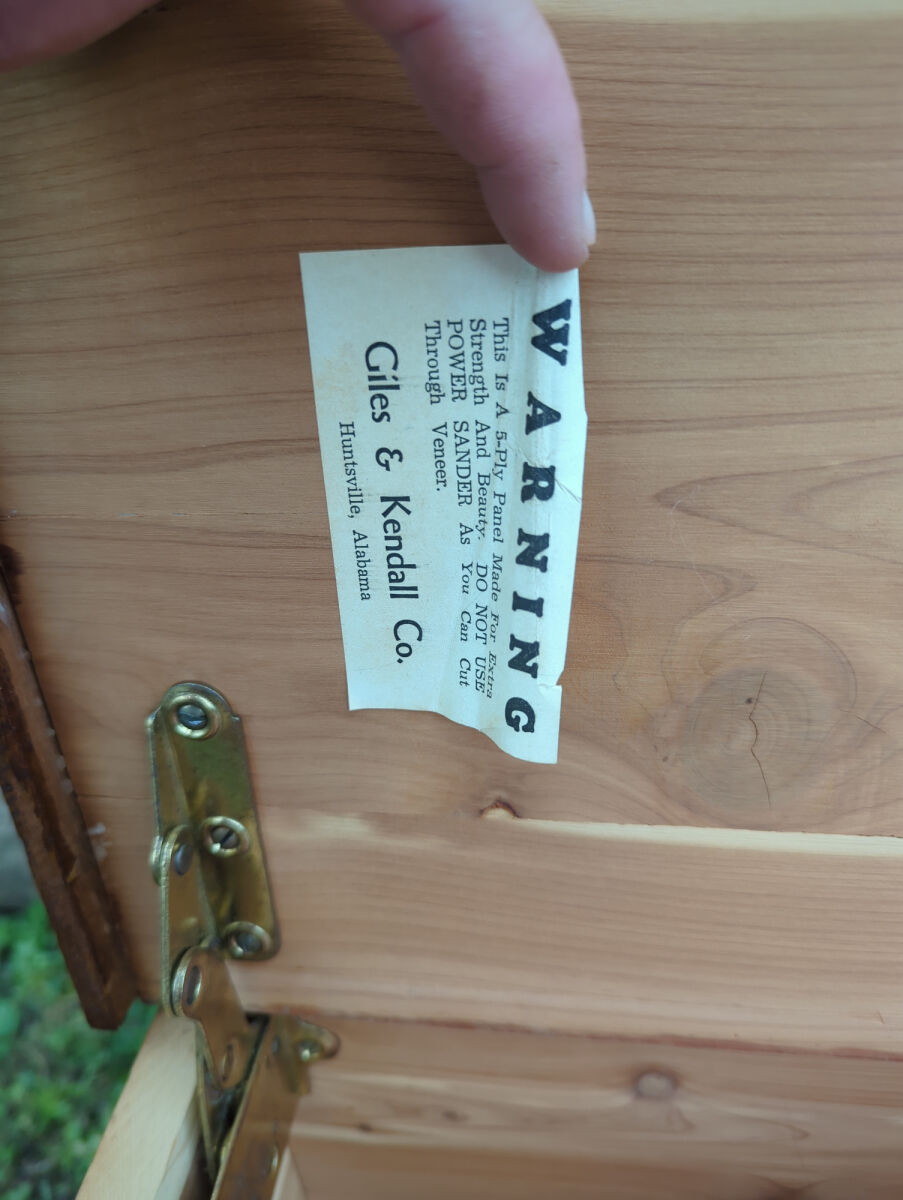 WARNING
This Is A 5-Ply Panel Made For Extra
Strength And Beauty. DO NOT USE
POWER SANDER As You Can Cut
Through Veneer.
Giles & Kendall Co.
Huntsville, Alabama